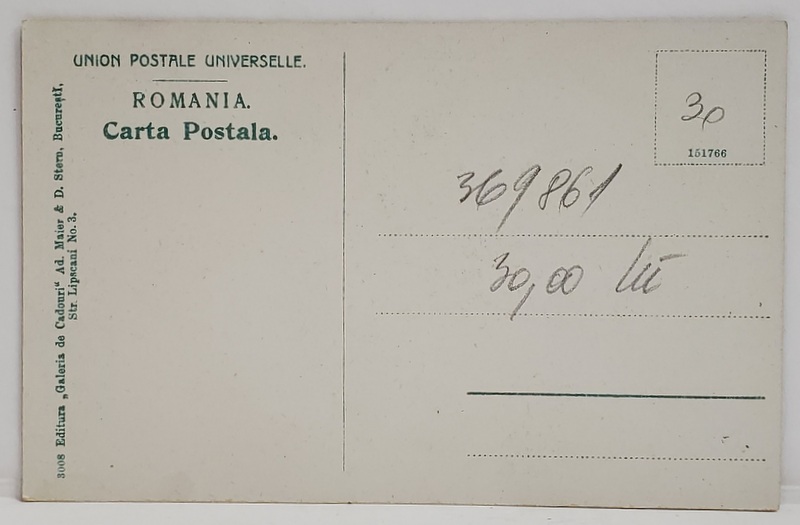 UNION POSTALE UNIVERSELLE.
ROMANIA.
Carta Postala.
3008 Editura „Galeria de Cadouri“ Ad. Maier & D. Stern, Bucureştĭ,
Str. Lipscani No. 3.
30
151766
369861
30,00 lei